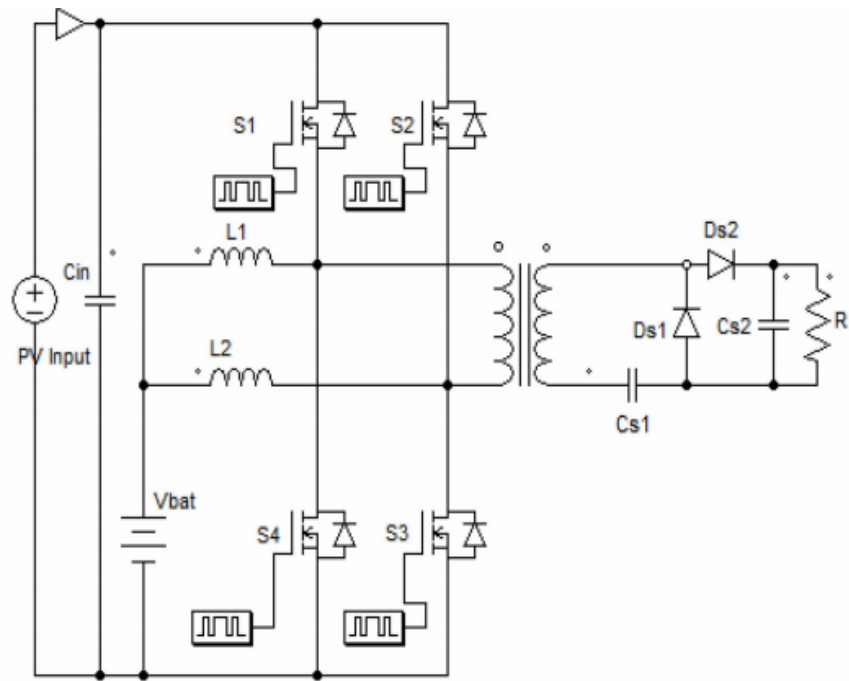 S1
S2
L1
Ds2
Cin
Ds1
Cs2
R
PV Input
L2
Cs1
Vbat
S4
S3